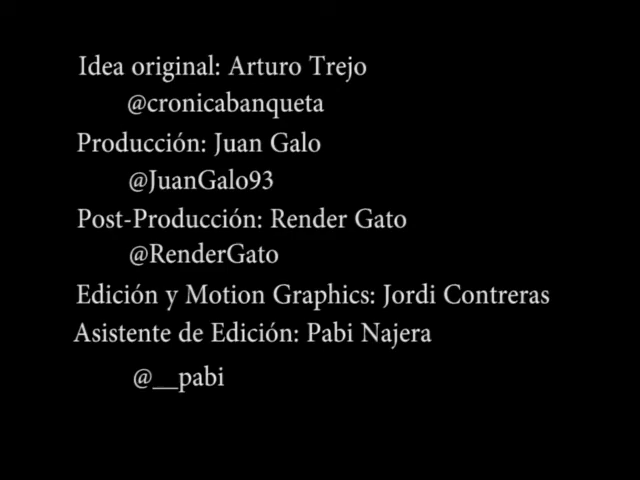 Idea original: Arturo Trejo
@cronicabanqueta
Producción: Juan Galo
@JuanGalo93
Post-Producción: Render Gato
@RenderGato
Edición y Motion Graphics: Jordi Contreras
Asistente de Edición: Pabi Najera
@__pabi